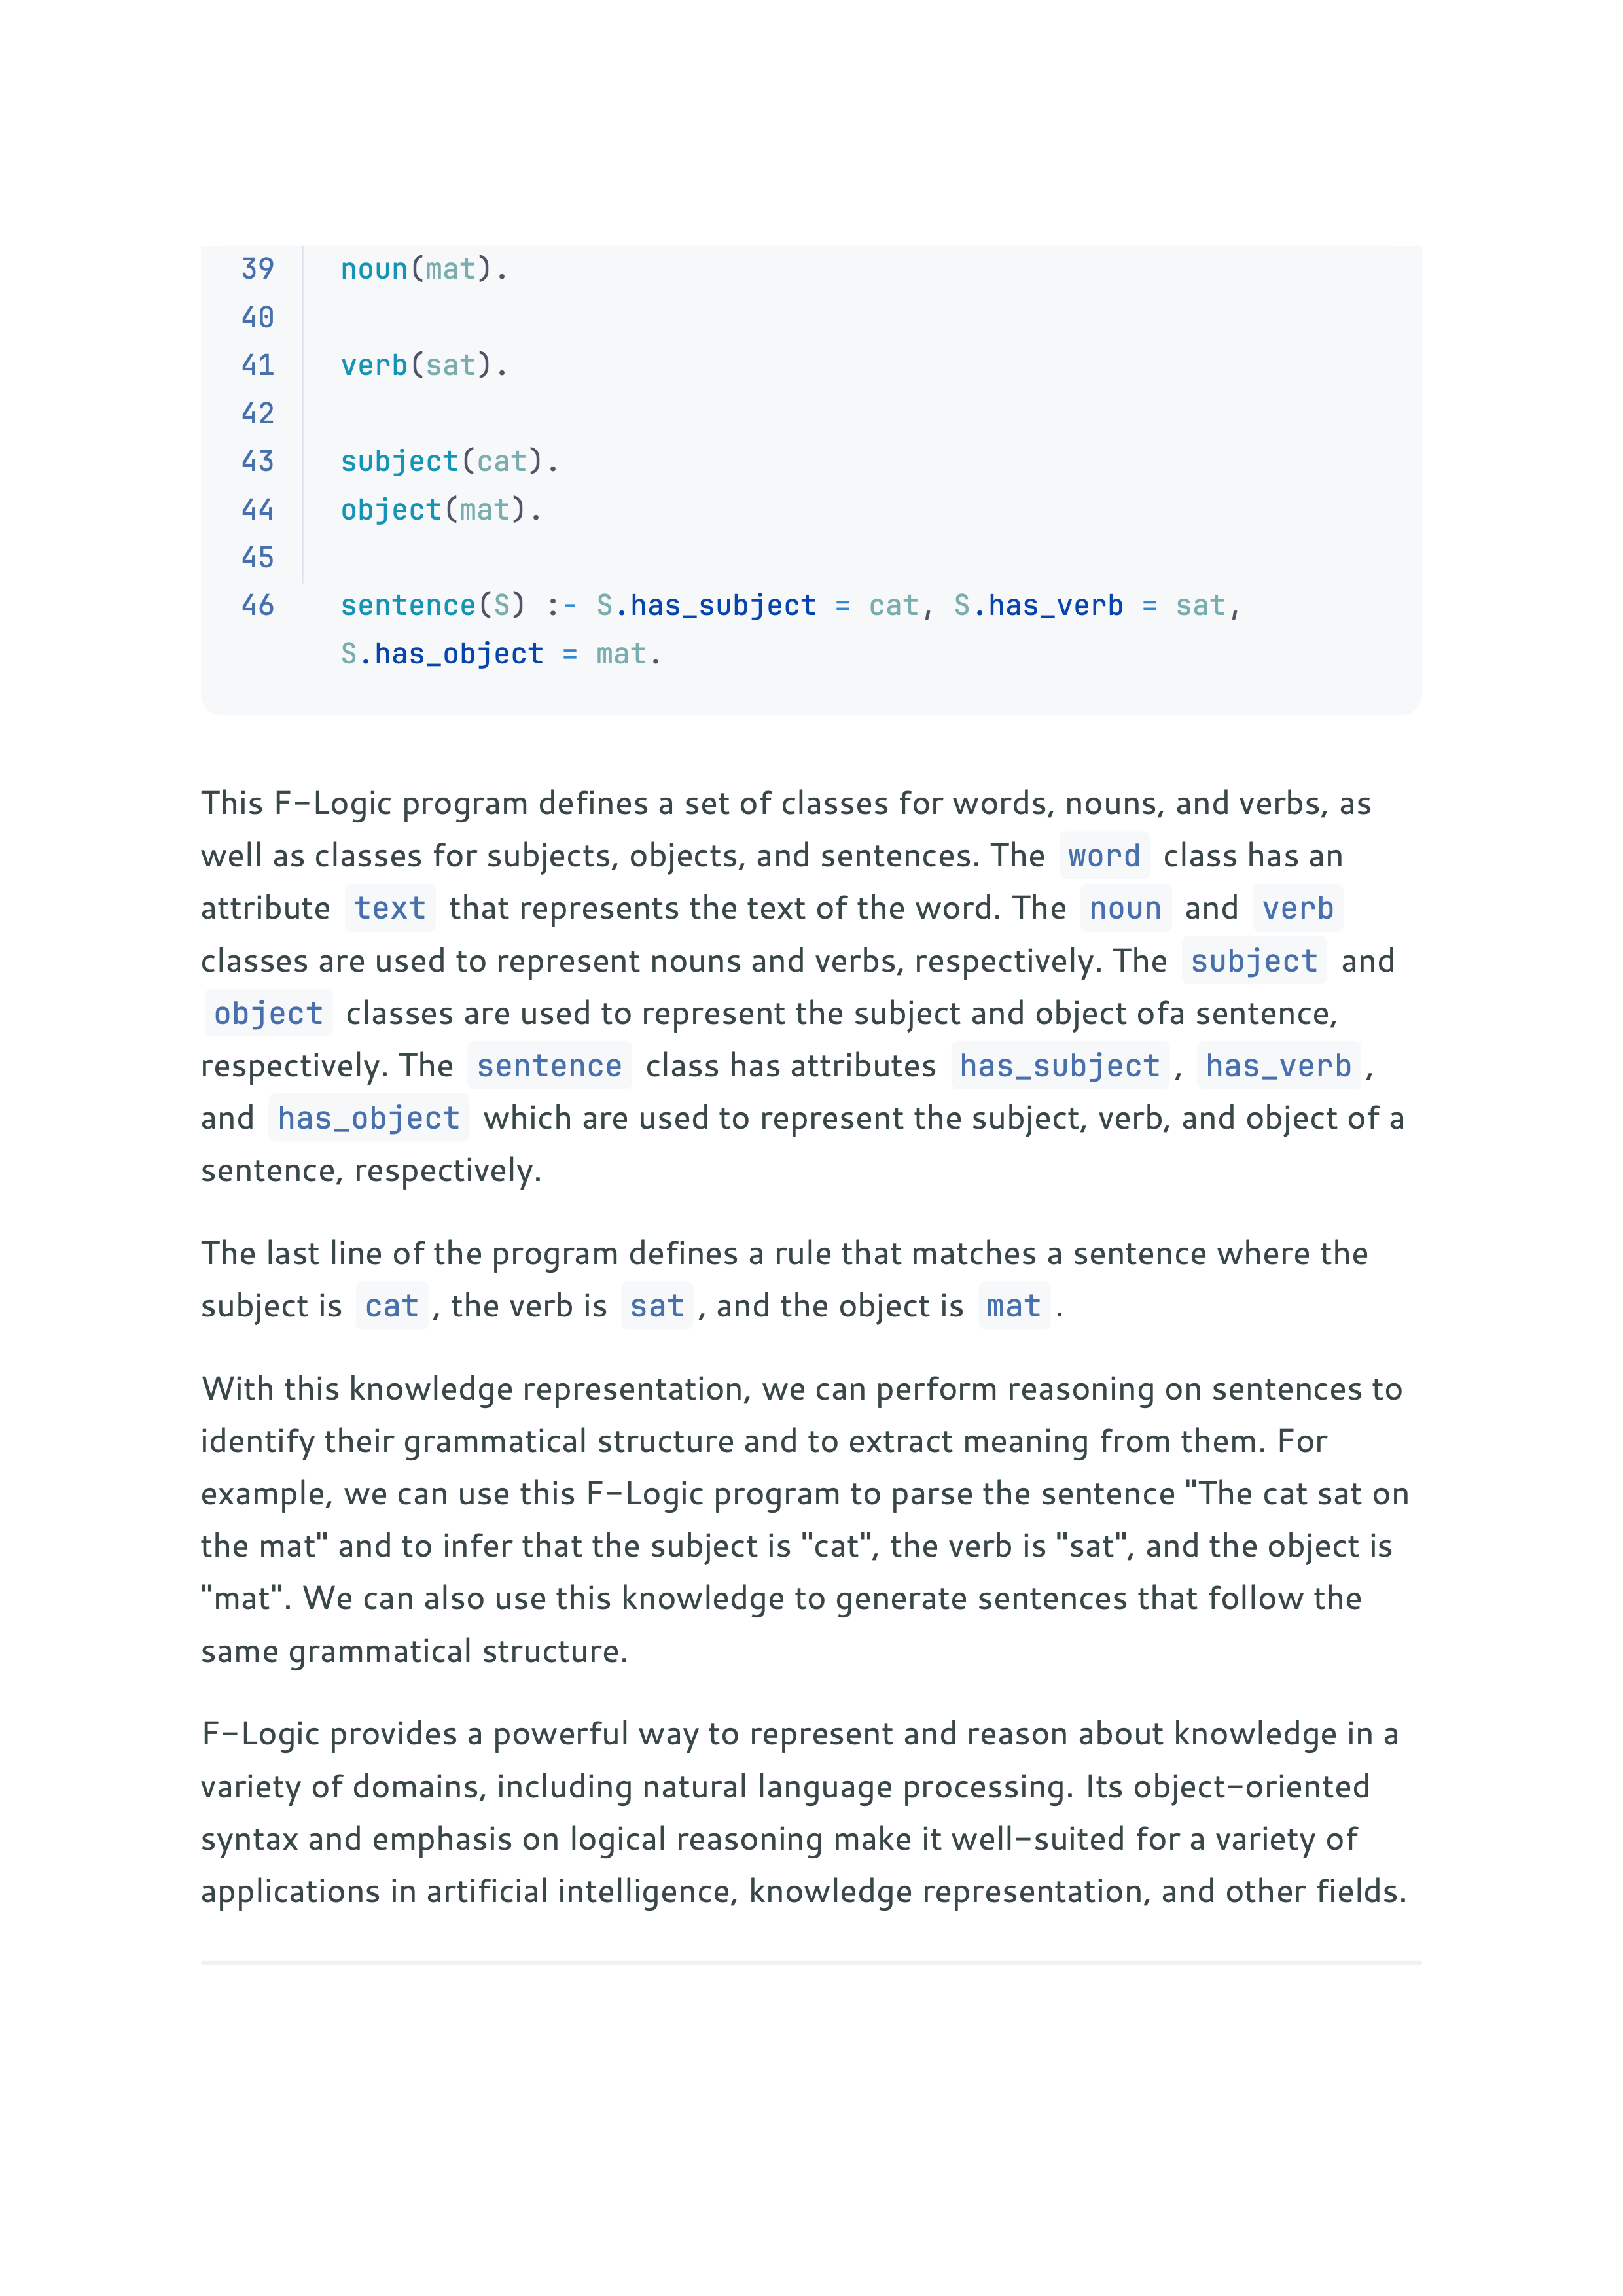 39 noun(mat).
40
41 verb(sat).
42
43 subject(cat).
44 object(mat).
45
46 sentence(S) :- S.has_subject = cat, S.has_verb = sat,
S.has_object = mat.
This F-Logic program defines a set of classes for words, nouns, and verbs, as
well as classes for subjects, objects, and sentences. The word class has an
attribute text that represents the text of the word. The noun and verb
classes are used to represent nouns and verbs, respectively. The subject and
object classes are used to represent the subject and object ofa sentence,
respectively. The sentence class has attributes has_subject, has_verb,
and has_object which are used to represent the subject, verb, and object of a
sentence, respectively.
The last line of the program defines a rule that matches a sentence where the
subject is cat, the verb is sat, and the object is mat.
With this knowledge representation, we can perform reasoning on sentences to
identify their grammatical structure and to extract meaning from them. For
example, we can use this F-Logic program to parse the sentence "The cat sat on
the mat" and to infer that the subject is "cat", the verb is "sat", and the object is
"mat". We can also use this knowledge to generate sentences that follow the
same grammatical structure.
F-Logic provides a powerful way to represent and reason about knowledge in a
variety of domains, including natural language processing. Its object-oriented
syntax and emphasis on logical reasoning make it well-suited for a variety of
applications in artificial intelligence, knowledge representation, and other fields.